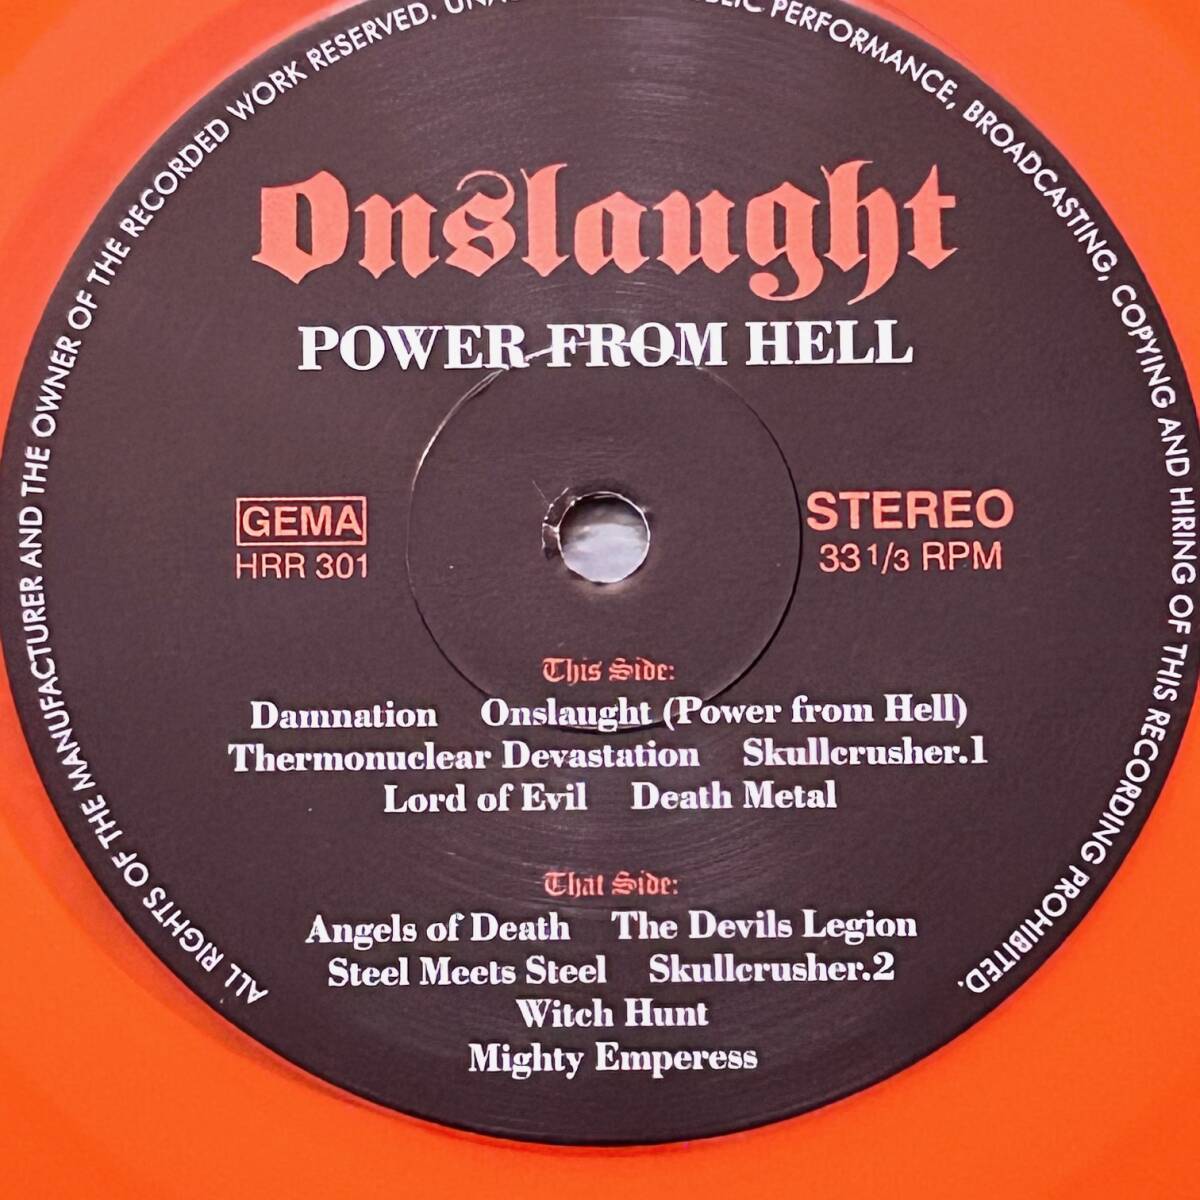 Onslaught
POWER FROM HELL
GEMA
HRR 301
STEREO
33 1/3 RPM
This Side:
Damnation Onslaught (Power from Hell)
Thermonuclear Devastation Skullcrusher.1
Lord of Evil Death Metal
That Side:
Angels of Death The Devils Legion
Steel Meets Steel Skullcrusher.2
Witch Hunt
Mighty Emperess
ALL RIGHTS OF THE MANUFACTURER AND THE OWNER OF THE RECORDED WORK RESERVED. PERFORMANCE, BROADCASTING, COPYING AND HIRING OF THIS RECORDING PROHIBITED.